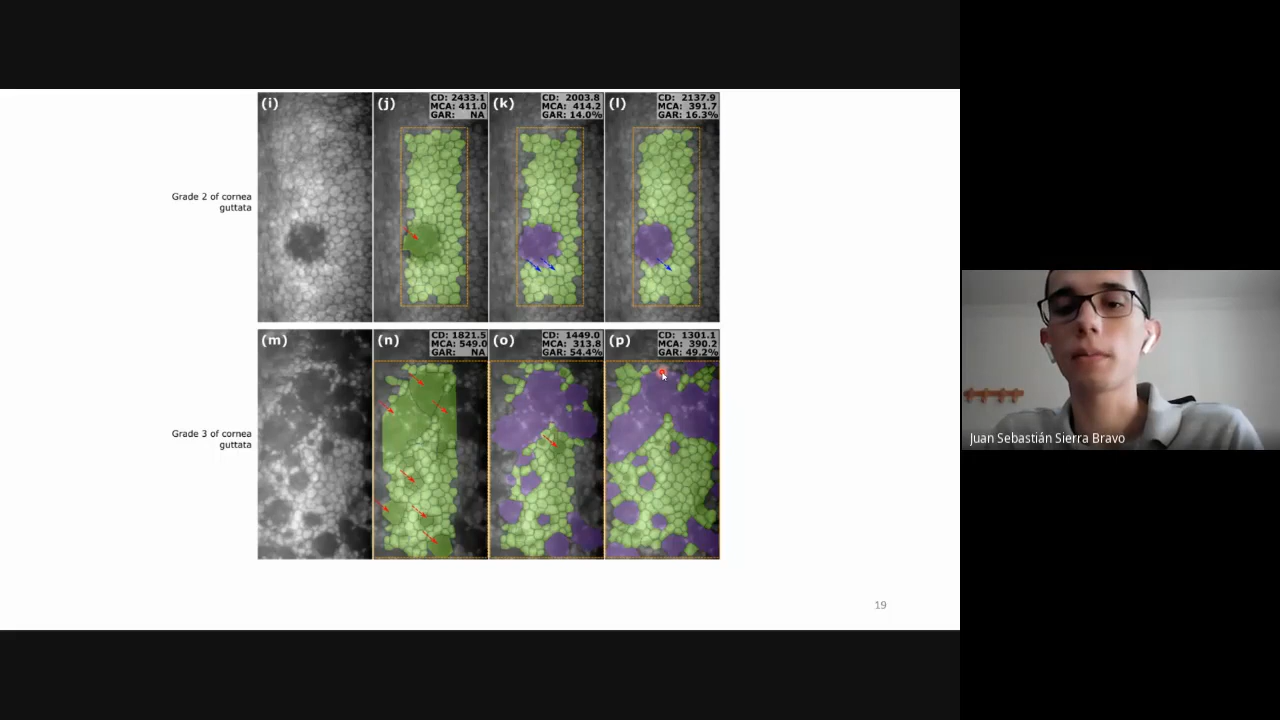 (i)
(j)
CD: 2433.1
MCA: 411.0
GAR: NA
(k)
CD: 2003.8
MCA: 414.2
GAR: 14.0%
(l)
CD: 2137.9
MCA: 391.7
GAR: 16.3%
Grade 2 of cornea
guttata
(m)
(n)
CD: 1821.5
MCA: 549.0
GAR: NA
(o)
CD: 1449.0
MCA: 313.8
GAR: 54.4%
(p)
CD: 1301.1
MCA: 390.2
GAR: 49.2%
Grade 3 of cornea
guttata
19
Juan Sebastián Sierra Bravo